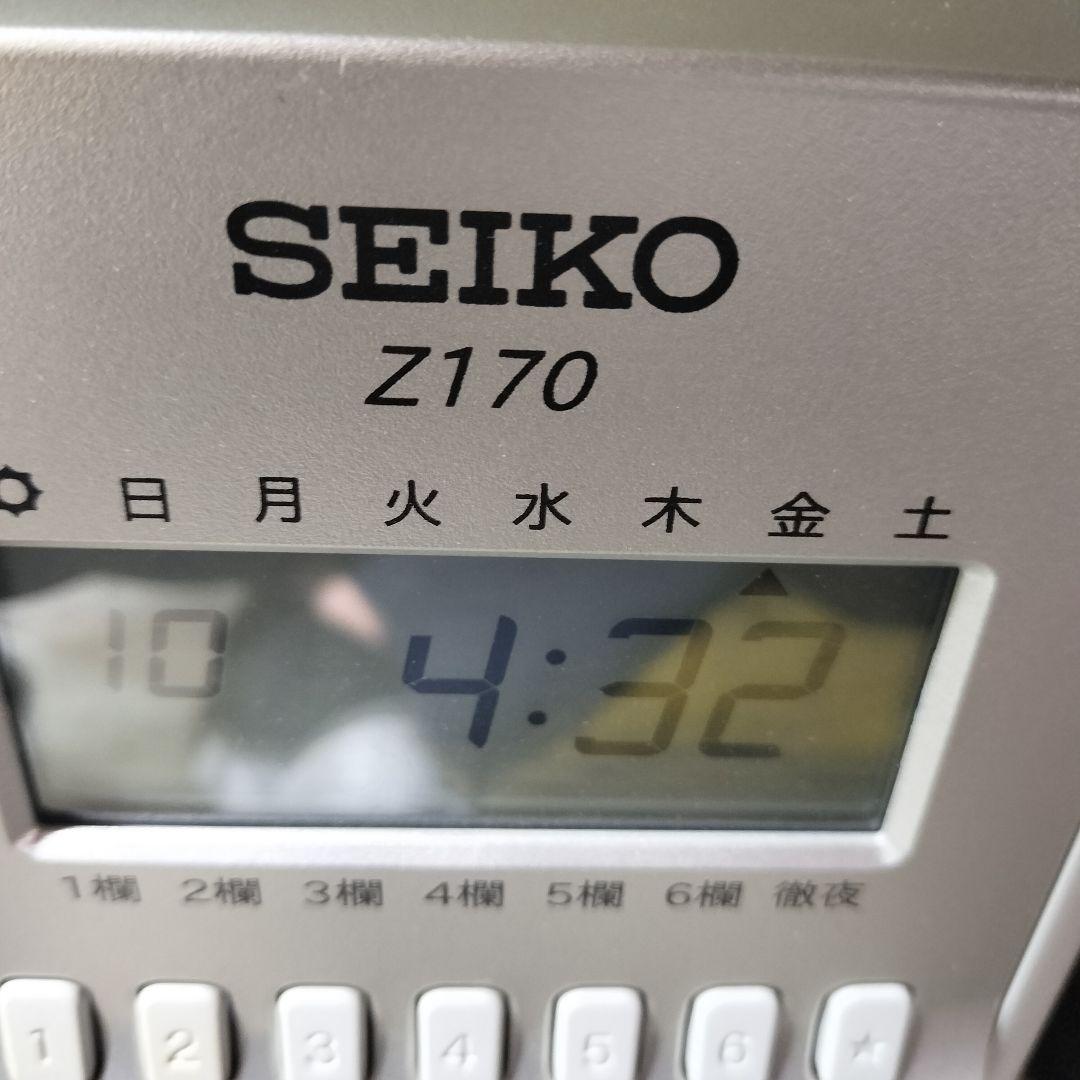 SEIKO
Z170
日 月 火 水 木 金 土
10 4:32
1欄 2欄 3欄 4欄 5欄 6欄 徹夜
1 2 3 4 5 6 ★